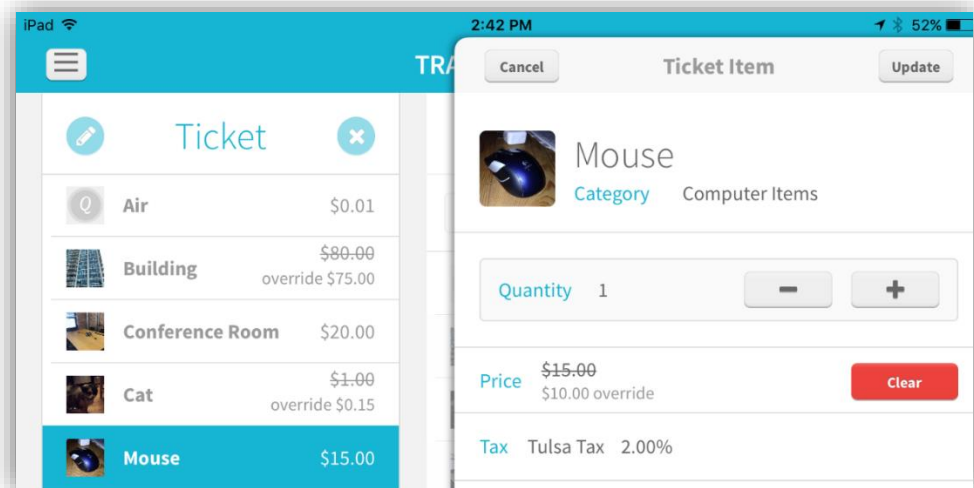 iPad 2:42 PM 52%
TRA
Ticket
Q Air $0.01
$80.00
Building override $75.00
Conference Room $20.00
$1.00
Cat override $0.15
Mouse $15.00
Cancel Ticket Item Update
Mouse
Category Computer Items
Quantity 1
Price $15.00
$10.00 override
Clear
Tax Tulsa Tax 2.00%